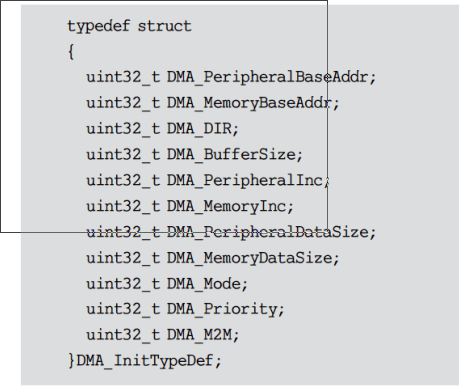 typedef struct
{
uint32_t DMA_PeripheralBaseAddr;
uint32_t DMA_MemoryBaseAddr;
uint32_t DMA_DIR;
uint32_t DMA_BufferSize;
uint32_t DMA_PeripheralInc;
uint32_t DMA_MemoryInc;
uint32_t DMA_PeripheralDataSize;
uint32_t DMA_MemoryDataSize;
uint32_t DMA_Mode;
uint32_t DMA_Priority;
uint32_t DMA_M2M;
}DMA_InitTypeDef;